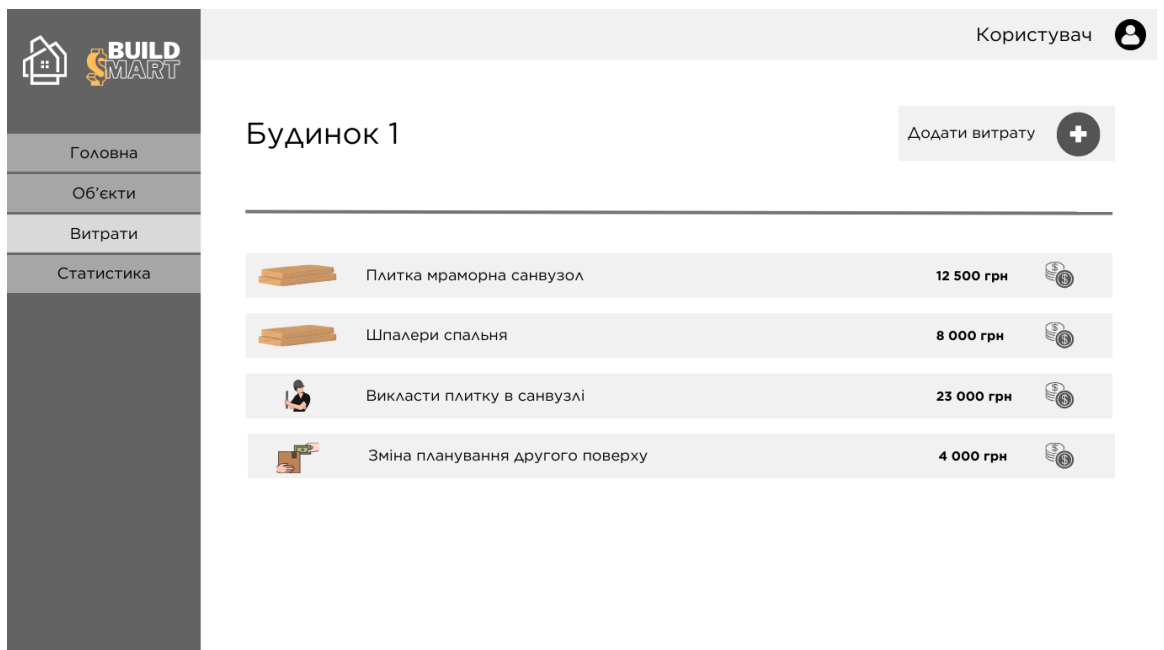 BUILD
$MART
Користувач
Головна
Об'єкти
Витрати
Статистика
Будинок 1
Додати витрату
Плитка мраморна санвузол 12 500 грн
Шпалери спальня 8 000 грн
Викласти плитку в санвузлі 23 000 грн
Зміна планування другого поверху 4 000 грн